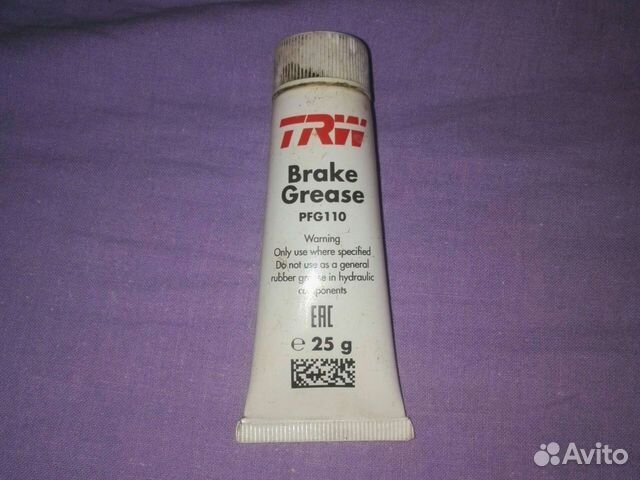 TRW
Brake
Grease
PFG110
Warning
Only use where specified
Do not use as a general
rubber grease in hydraulic
components
EAC
e 25 g
Avito